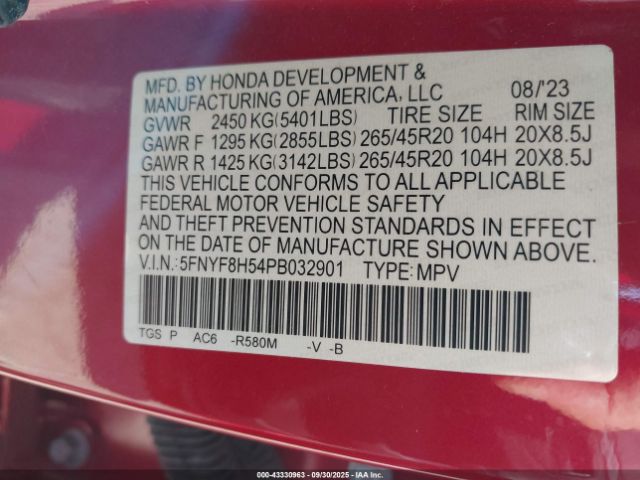 MFD. BY HONDA DEVELOPMENT &
MANUFACTURING OF AMERICA, LLC 08/'23
GVWR 2450 KG(5401LBS) TIRE SIZE RIM SIZE
GAWR F 1295 KG(2855LBS) 265/45R20 104H 20X8.5J
GAWR R 1425 KG(3142LBS) 265/45R20 104H 20X8.5J
THIS VEHICLE CONFORMS TO ALL APPLICABLE
FEDERAL MOTOR VEHICLE SAFETY
AND THEFT PREVENTION STANDARDS IN EFFECT
ON THE DATE OF MANUFACTURE SHOWN ABOVE.
V.I.N.: 5FNYF8H54PB032901 TYPE: MPV
TGS P AC6 -R580M -V -B
IAA - 43330963 - 09/30/2025 - IAAI.COM